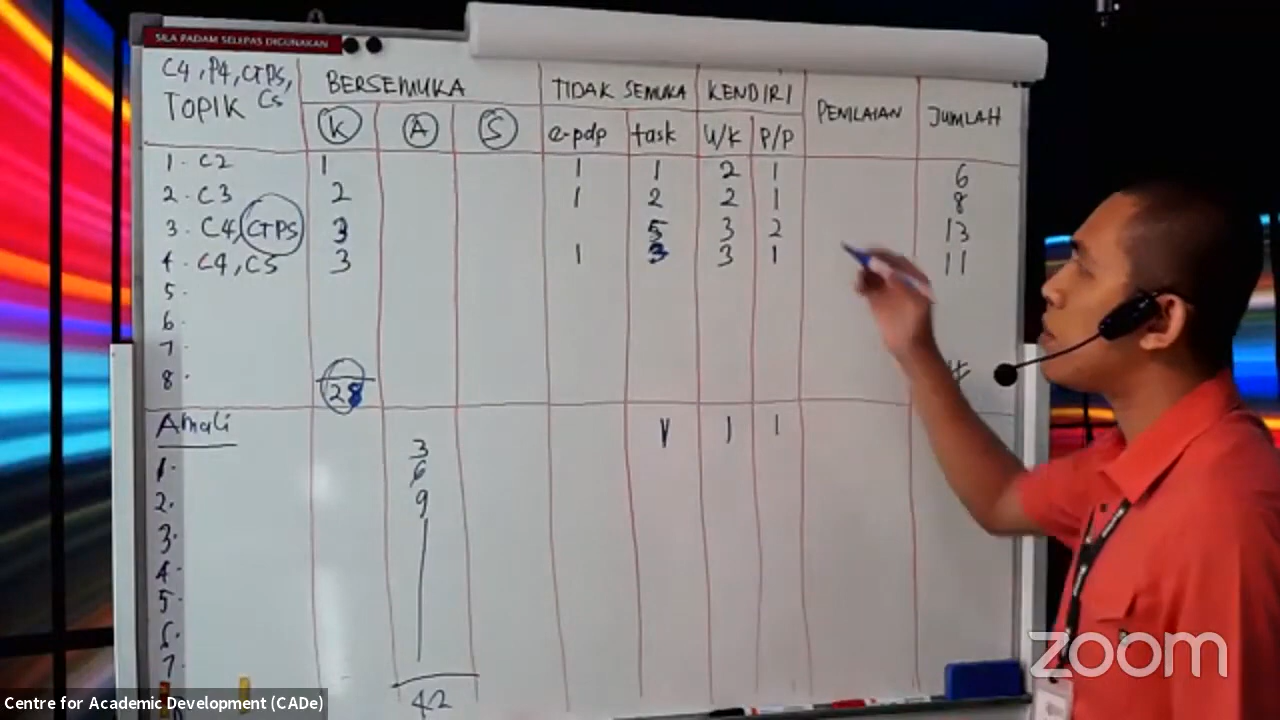 SILA PADAM SELEPAS DIGUNAKAN
C4, P4, CTPS, CS
TOPIK
BERSEMUKA TIDAK SEMUKA KENDIRI PENILAIAN JUMLAH
K A S e-pdp task U/K P/P
1. C2 1 1 1 2 1 6
2. C3 2 1 2 2 1 8
3. C4, CTPS 3 5 3 2 13
4. C4, CS 3 1 3 3 1 11
5.
6.
7.
8.
28
Amali 1 1
1. 3
6
2. 9
3.
4.
5.
6.
7.
42
zoom
Centre for Academic Development (CADe)